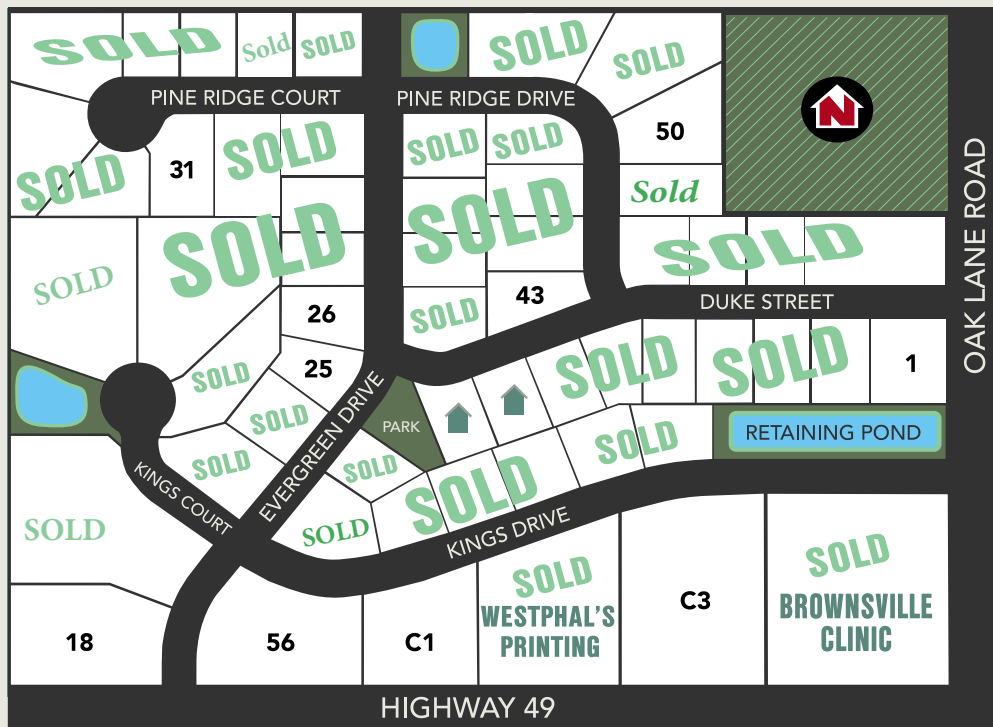 SOLD
Sold
SOLD
SOLD
SOLD
PINE RIDGE COURT
PINE RIDGE DRIVE
N
50
31
SOLD
SOLD
SOLD
SOLD
Sold
SOLD
SOLD
SOLD
SOLD
SOLD
26
43
SOLD
DUKE STREET
OAK LANE ROAD
25
SOLD
SOLD
SOLD
1
SOLD
PARK
EVERGREEN DRIVE
RETAINING POND
SOLD
SOLD
SOLD
SOLD
KINGS COURT
SOLD
SOLD
KINGS DRIVE
SOLD
WESTPHAL'S
PRINTING
SOLD
BROWNSVILLE
CLINIC
18
56
C1
C3
HIGHWAY 49